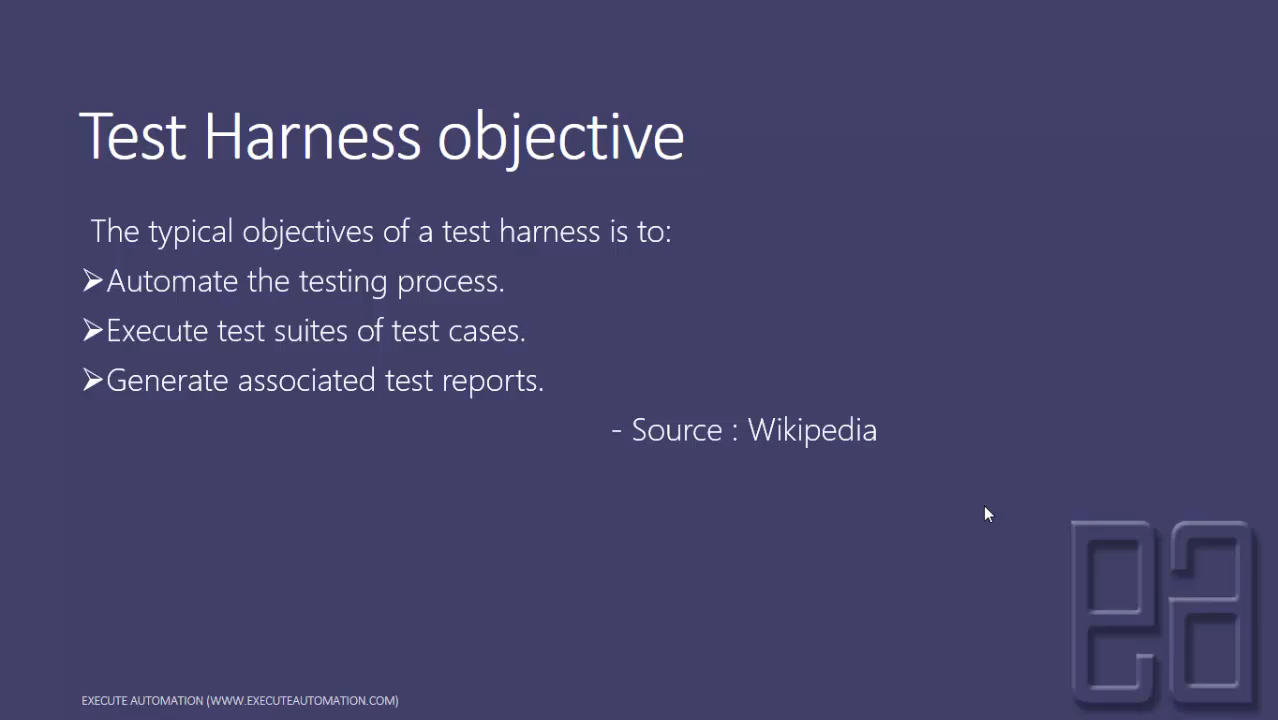 Test Harness objective
The typical objectives of a test harness is to:
➢Automate the testing process.
➢Execute test suites of test cases.
➢Generate associated test reports.
- Source : Wikipedia
ea
EXECUTE AUTOMATION (WWW.EXECUTEAUTOMATION.COM)